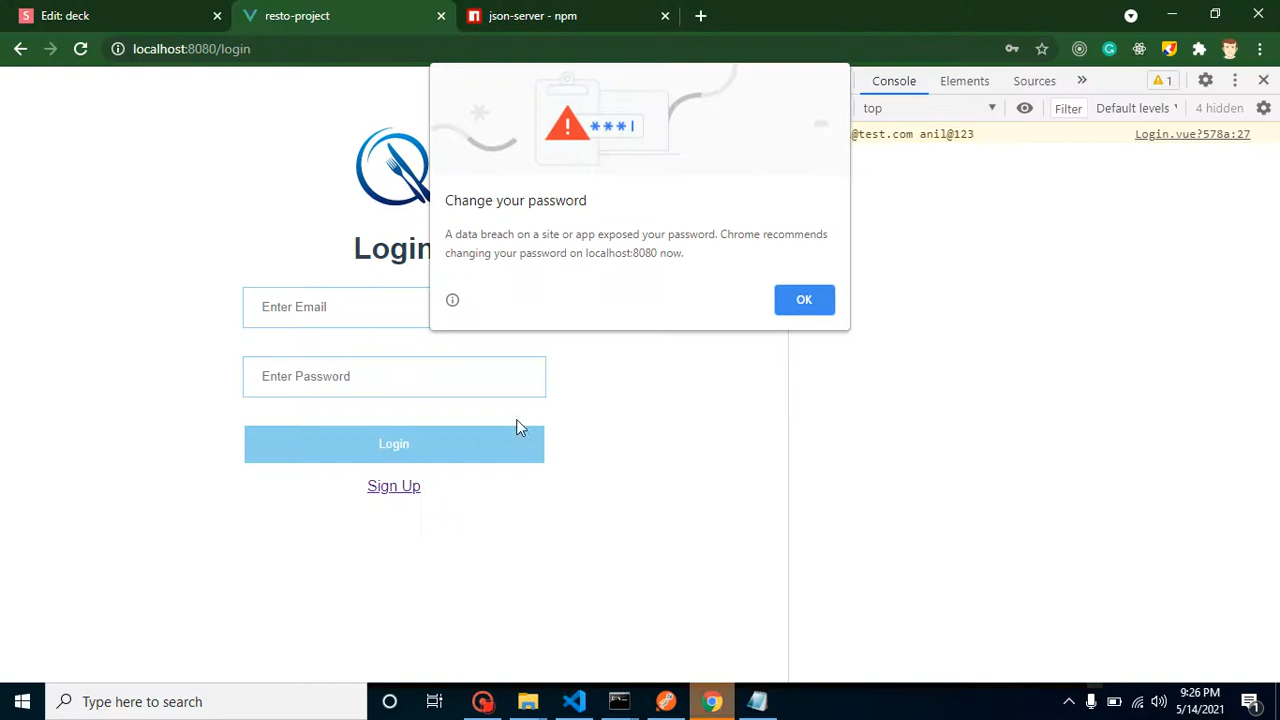 Edit: deck
resto-project
json-server - npm
localhost:8080/login
Console
Elements
Sources
1
top
Filter
Default levels
4 hidden
@test.com anil@123
Login.vue?578a:27
***
Change your password
A data breach on a site or app exposed your password. Chrome recommends
changing your password on localhost:8080 now.
OK
Login
Enter Email
Enter Password
Login
Sign Up
Type here to search
9:26 PM
5/14/2021
1